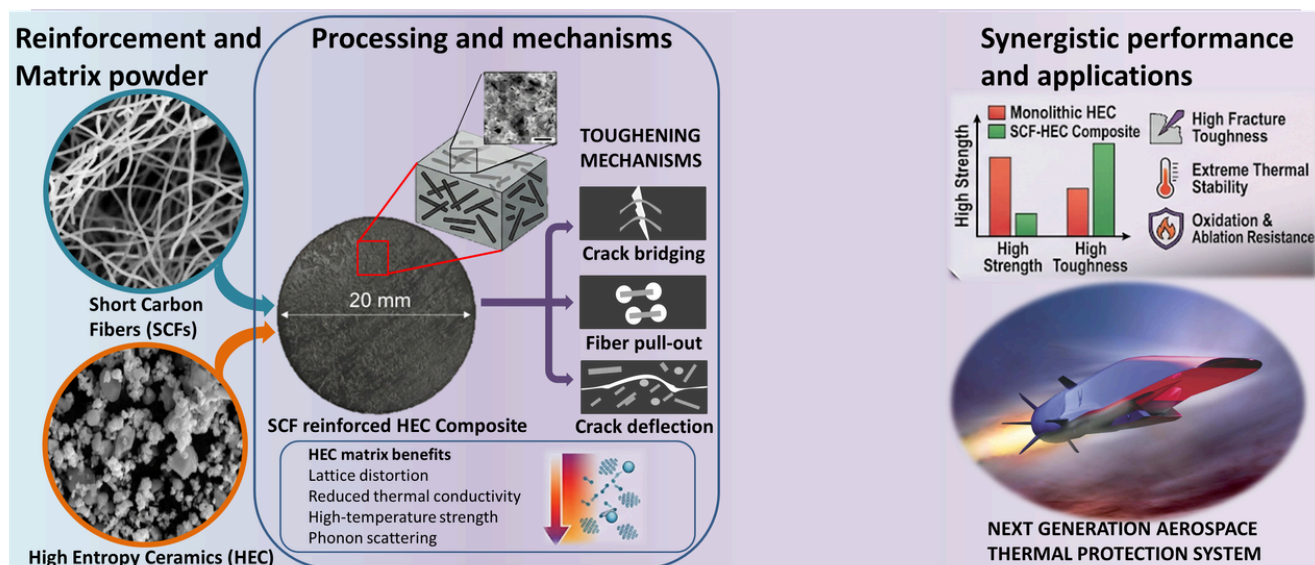 Reinforcement and
Matrix powder
Short Carbon
Fibers (SCFs)
High Entropy Ceramics (HEC)
Processing and mechanisms
20 mm
SCF reinforced HEC Composite
TOUGHENING
MECHANISMS
Crack bridging
Fiber pull-out
Crack deflection
HEC matrix benefits
Lattice distortion
Reduced thermal conductivity
High-temperature strength
Phonon scattering
Synergistic performance
and applications
High Strength
Monolithic HEC
SCF-HEC Composite
High
Strength
High
Toughness
High Fracture
Toughness
Extreme Thermal
Stability
Oxidation &
Ablation Resistance
NEXT GENERATION AEROSPACE
THERMAL PROTECTION SYSTEM